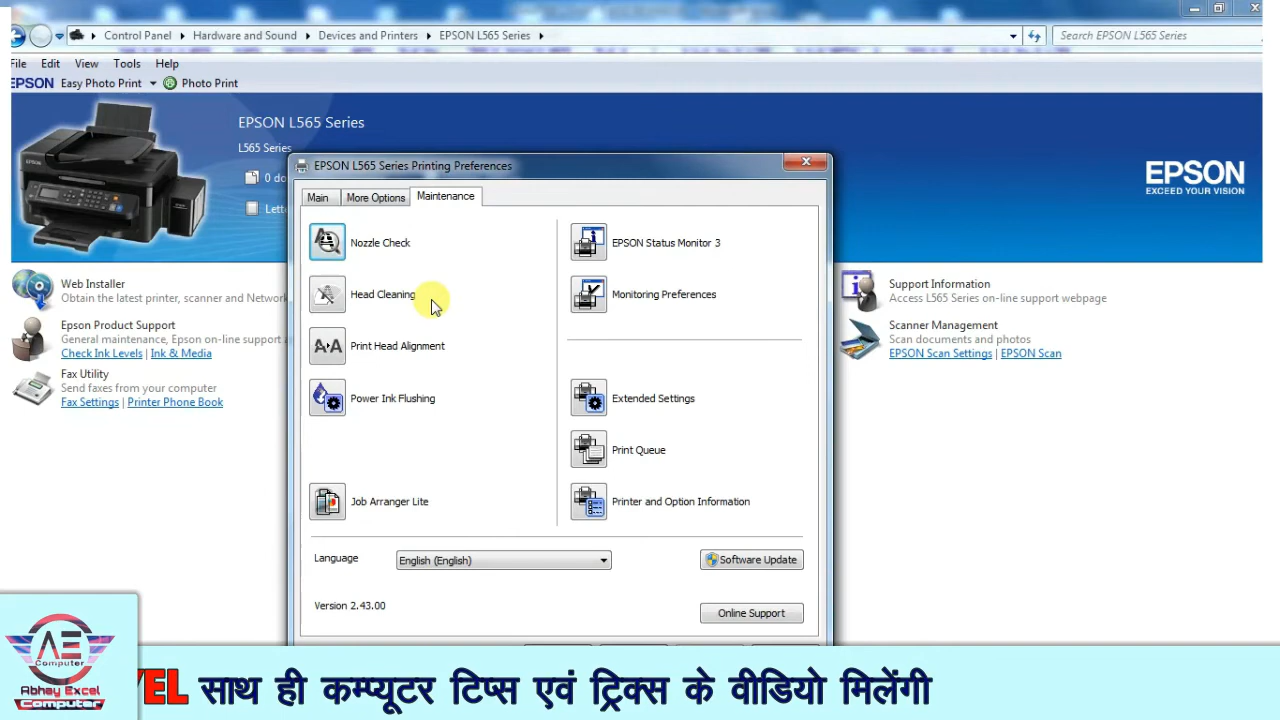 Control Panel Hardware and Sound Devices and Printers EPSON L565 Series
Search EPSON L565 Series
File Edit View Tools Help
EPSON Easy Photo Print Photo Print
EPSON L565 Series
L565 Series
0 do
Lette
EPSON
EXCEED YOUR VISION
Web Installer
Obtain the latest printer, scanner and Network
Epson Product Support
General maintenance, Epson on-line support an
Check Ink Levels | Ink & Media
Fax Utility
Send faxes from your computer
Fax Settings | Printer Phone Book
EPSON L565 Series Printing Preferences
Main More Options Maintenance
Nozzle Check
Head Cleaning
Print Head Alignment
Power Ink Flushing
Job Arranger Lite
EPSON Status Monitor 3
Monitoring Preferences
Extended Settings
Print Queue
Printer and Option Information
Language English (English)
Software Update
Version 2.43.00
Online Support
Support Information
Access L565 Series on-line support webpage
Scanner Management
Scan documents and photos
EPSON Scan Settings | EPSON Scan
AE
Computer
Abhay Excel
Computer
VEL साथ ही कम्प्यूटर टिप्स एवं ट्रिक्स के वीडियो मिलेंगी